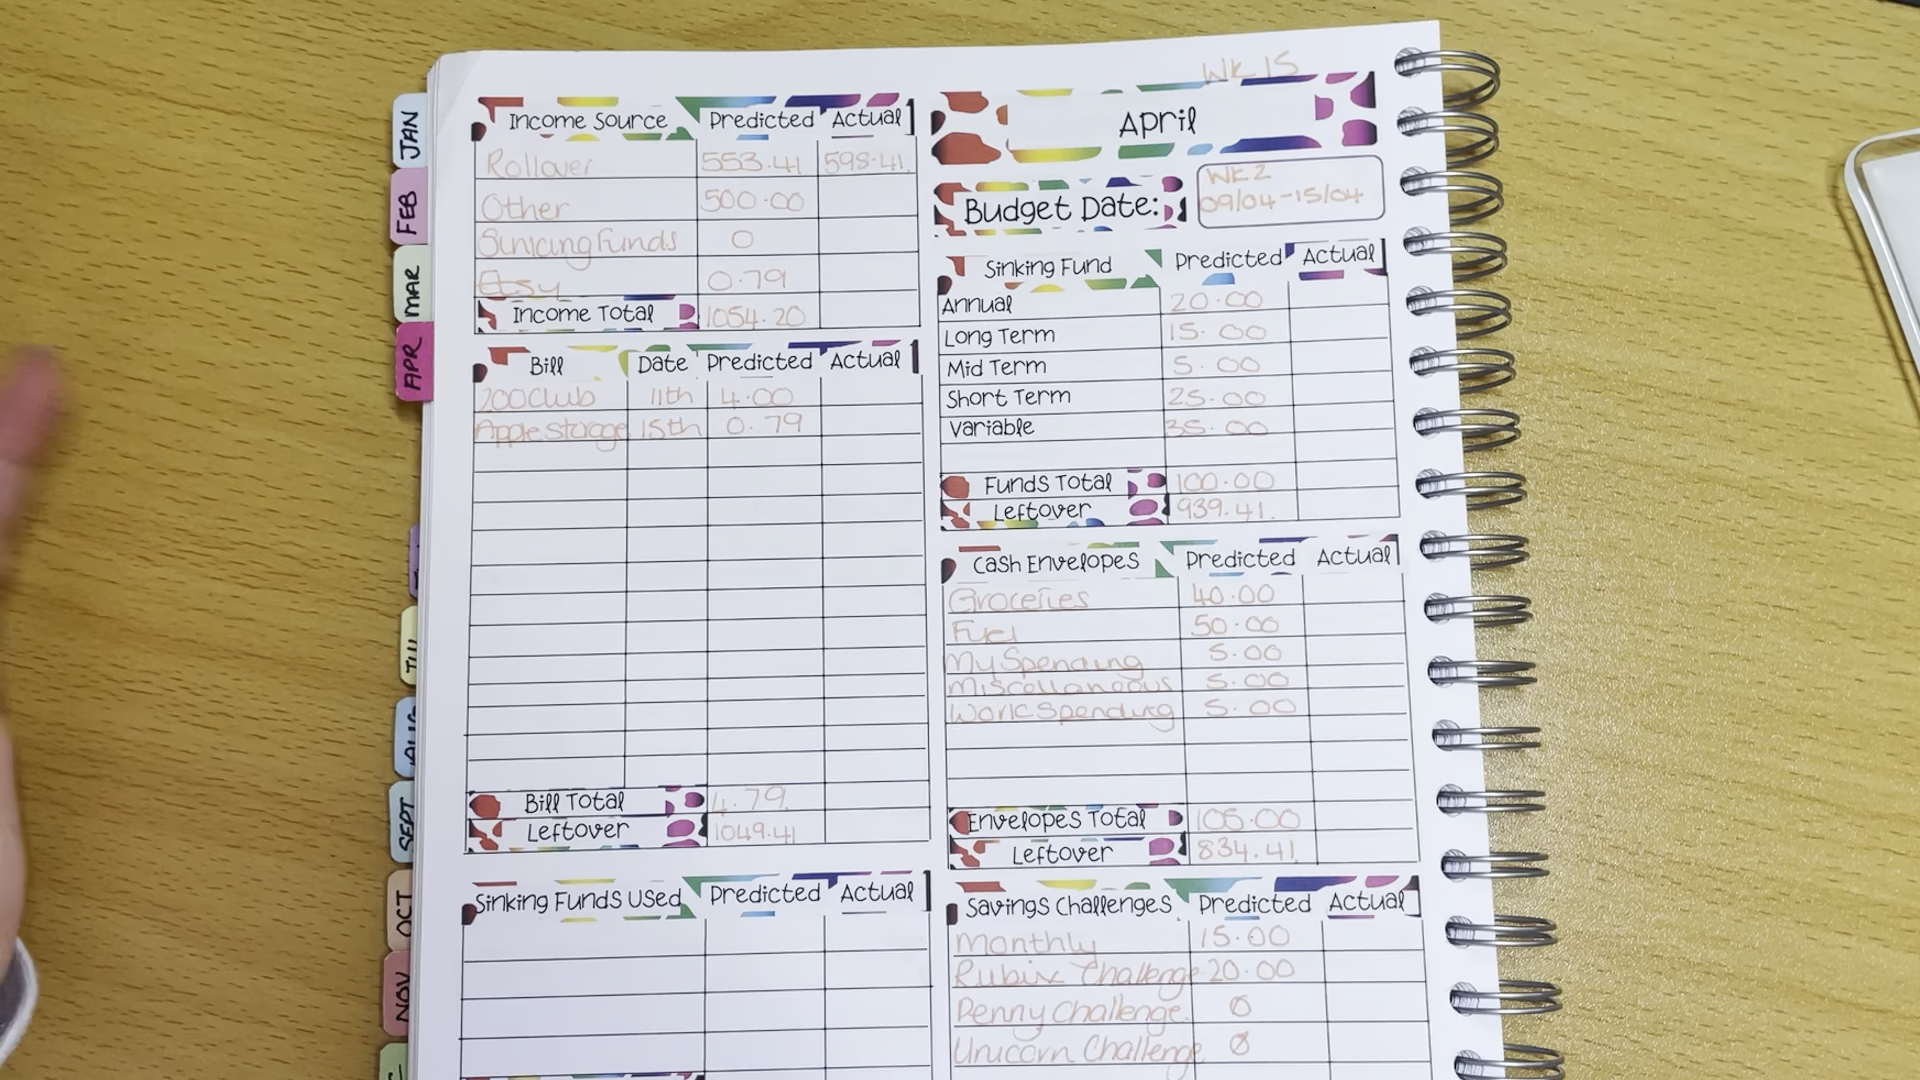 WK 15
Income Source Predicted Actual
Rollover 553.41 598.41
Other 500.00
Sinking Funds 0
Etsy 0.79
Income Total 1054.20
Bill Date Predicted Actual
200 Club 11th 4.00
Apple storage 15th 0.79
Bill Total 4.79
Leftover 1049.41
Sinking Funds Used Predicted Actual
April
Budget Date: WK 2
09/04-15/04
Sinking Fund Predicted Actual
Annual 20.00
Long Term 15.00
Mid Term 5.00
Short Term 25.00
Variable 35.00
Funds Total 100.00
Leftover 939.41.
Cash Envelopes Predicted Actual
Groceries 40.00
Fuel 50.00
My Spending 5.00
Miscellaneous 5.00
Work Spending 5.00
Envelopes Total 105.00
Leftover 834.41.
Savings Challenges Predicted Actual
Monthly 15.00
Rubix Challenge 20.00
Penny Challenge 0
Unicorn Challenge 0
JAN
FEB
MAR
APR
AUG
SEPT
OCT
NOV